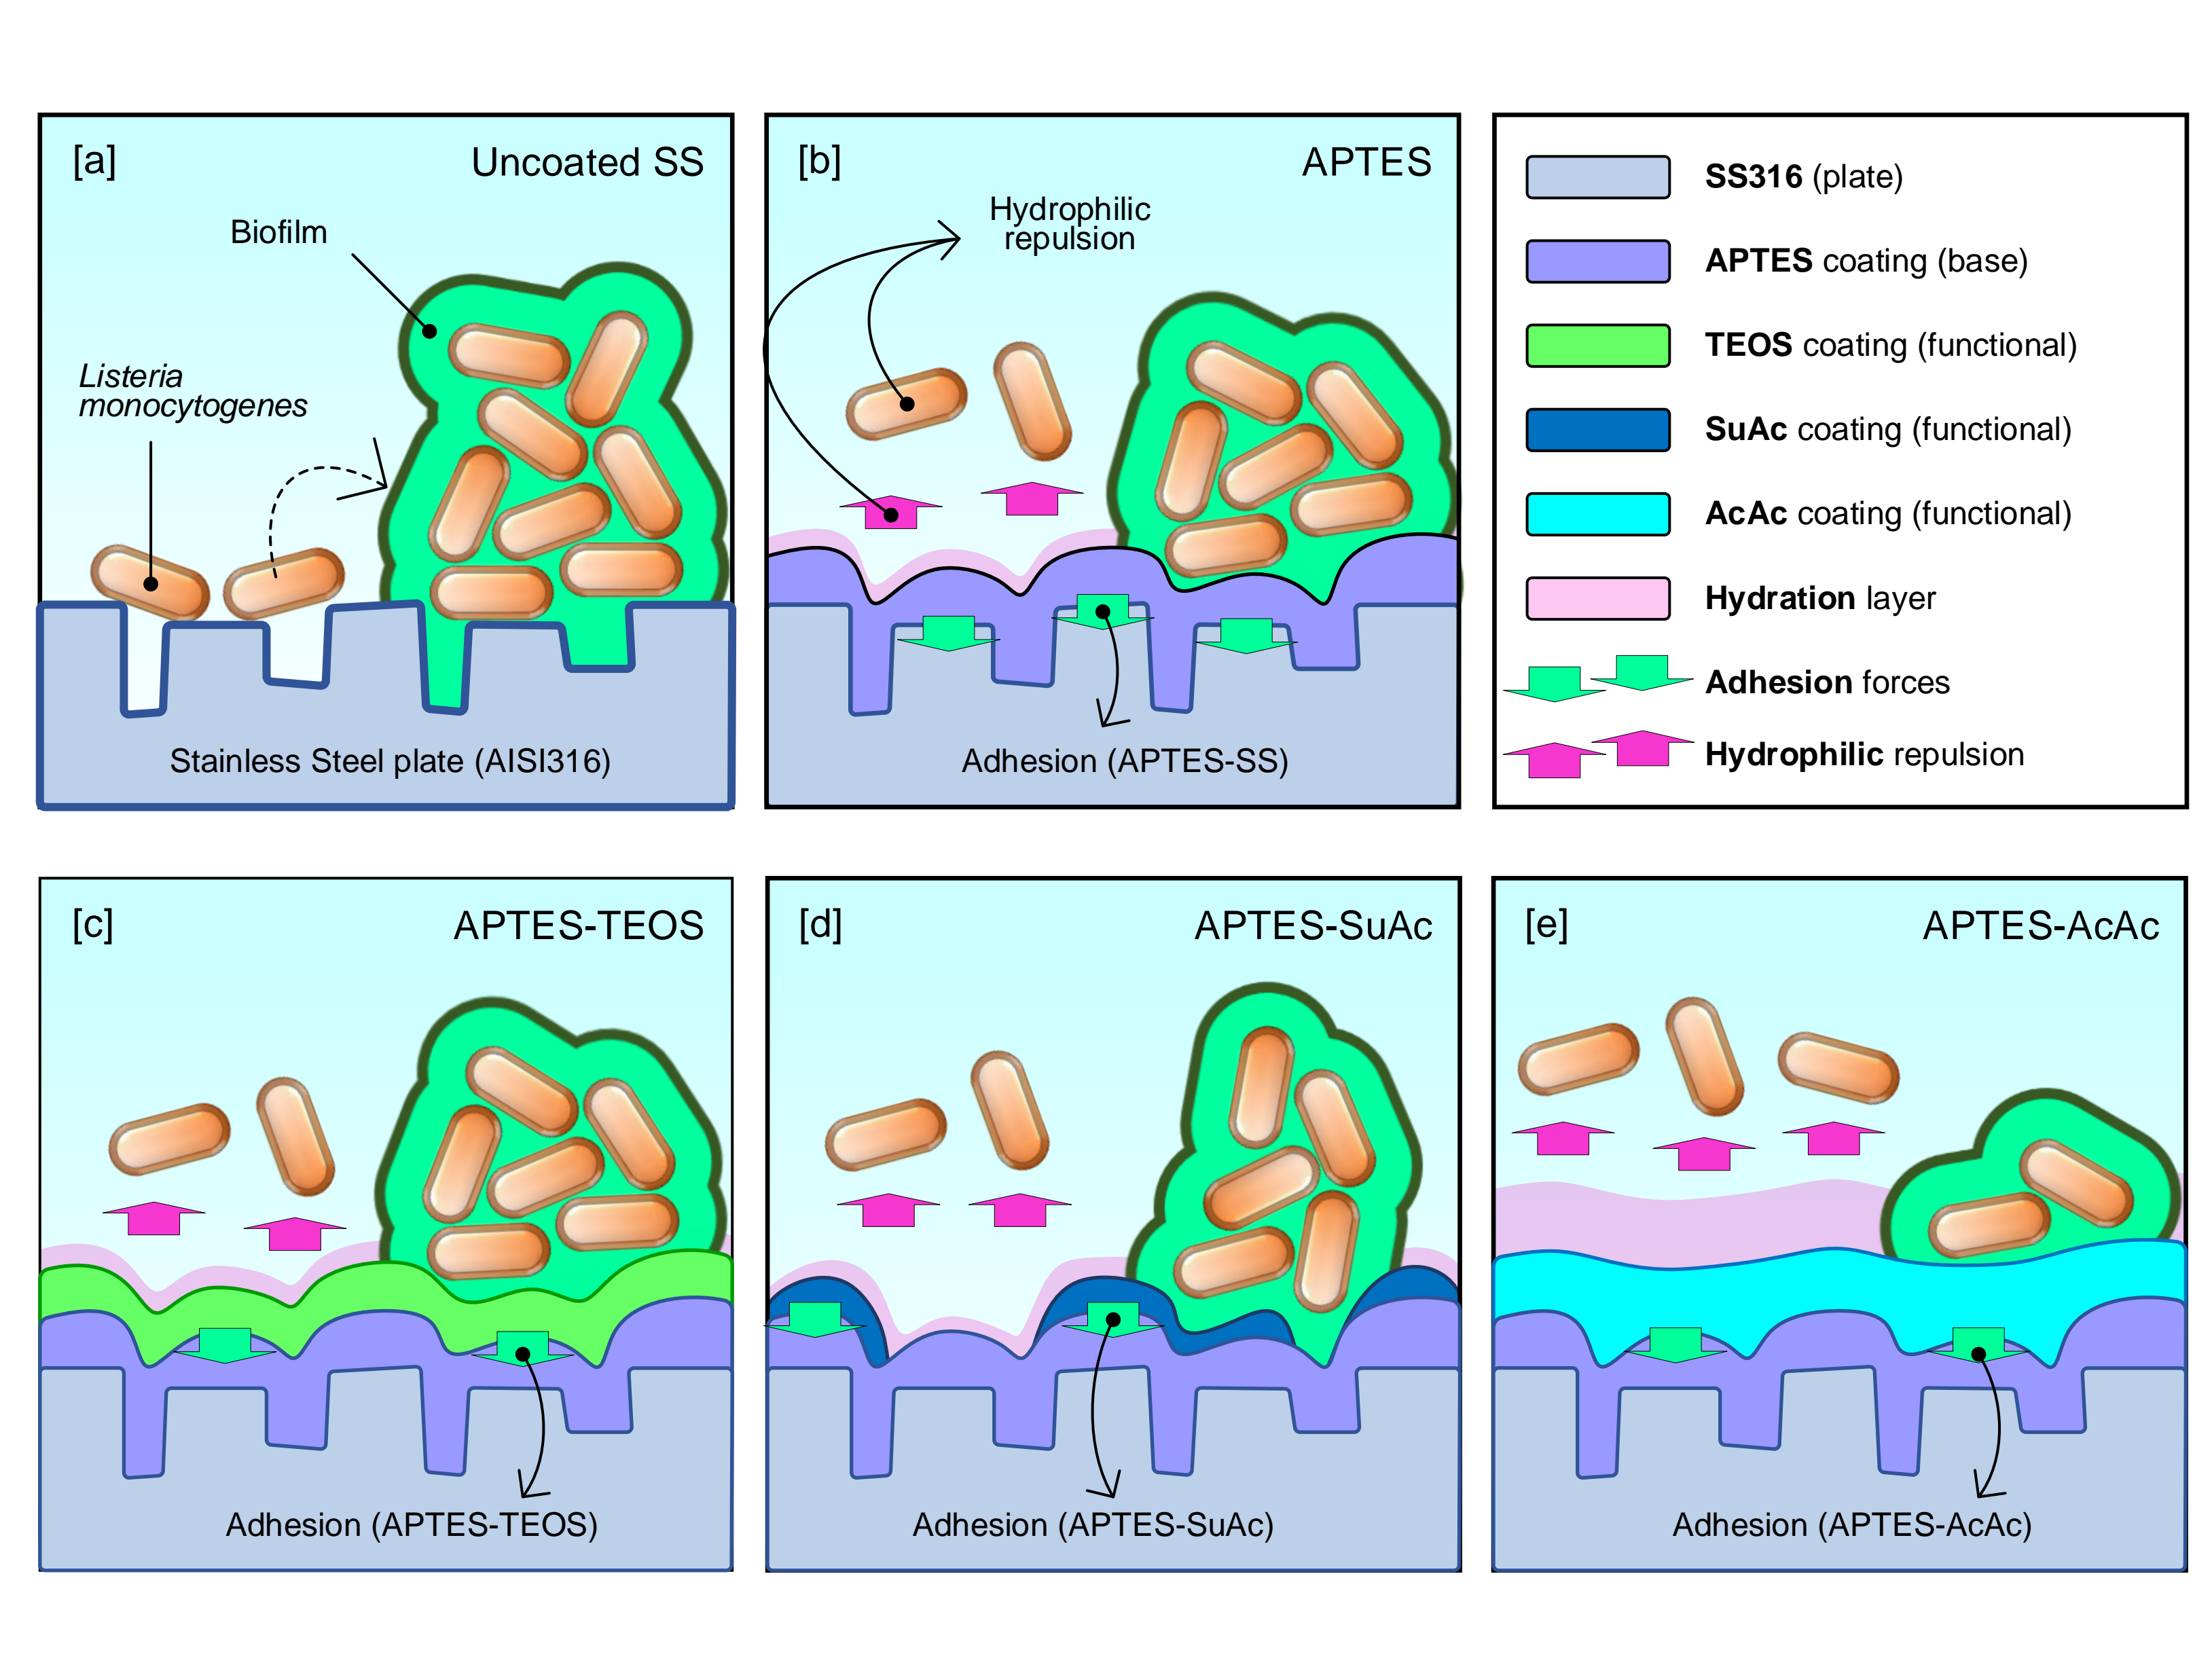 [a]
Uncoated SS
Biofilm
Listeria
monocytogenes
Stainless Steel plate (AISI316)
[b]
APTES
Hydrophilic
repulsion
Adhesion (APTES-SS)
SS316 (plate)
APTES coating (base)
TEOS coating (functional)
SuAc coating (functional)
AcAc coating (functional)
Hydration layer
Adhesion forces
Hydrophilic repulsion
[c]
APTES-TEOS
Adhesion (APTES-TEOS)
[d]
APTES-SuAc
Adhesion (APTES-SuAc)
[e]
APTES-AcAc
Adhesion (APTES-AcAc)